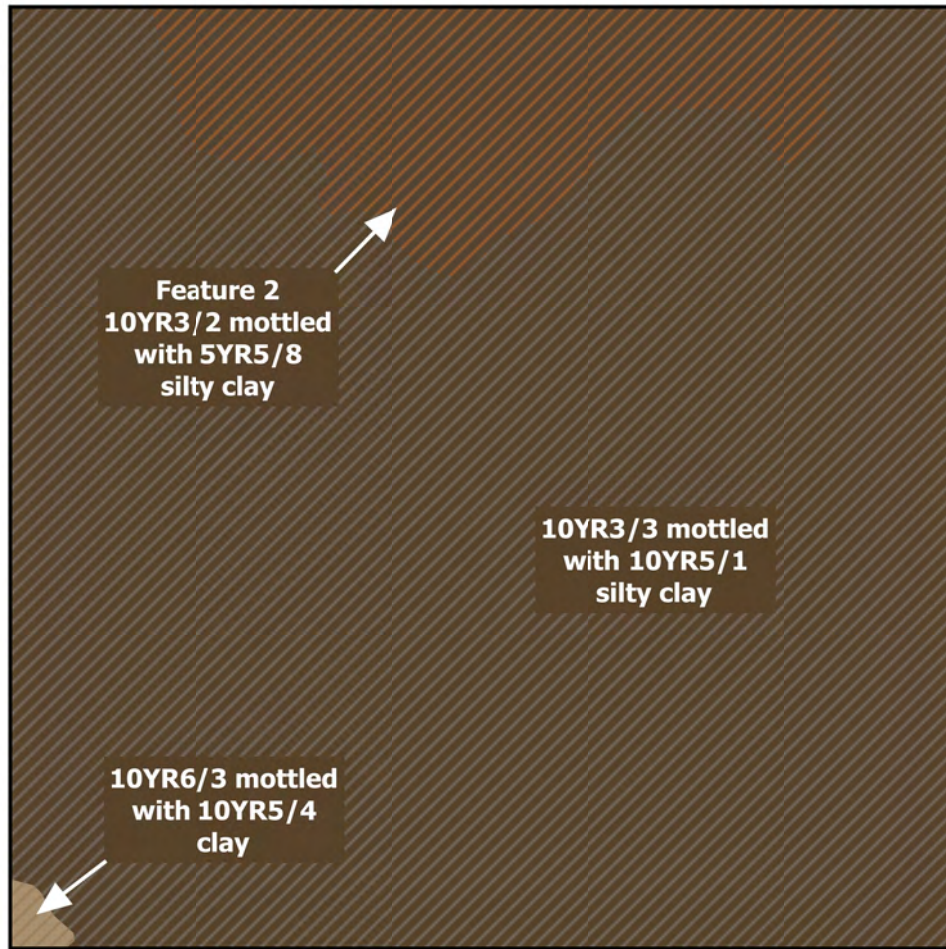 Feature 2
10YR3/2 mottled
with 5YR5/8
silty clay
10YR3/3 mottled
with 10YR5/1
silty clay
10YR6/3 mottled
with 10YR5/4
clay